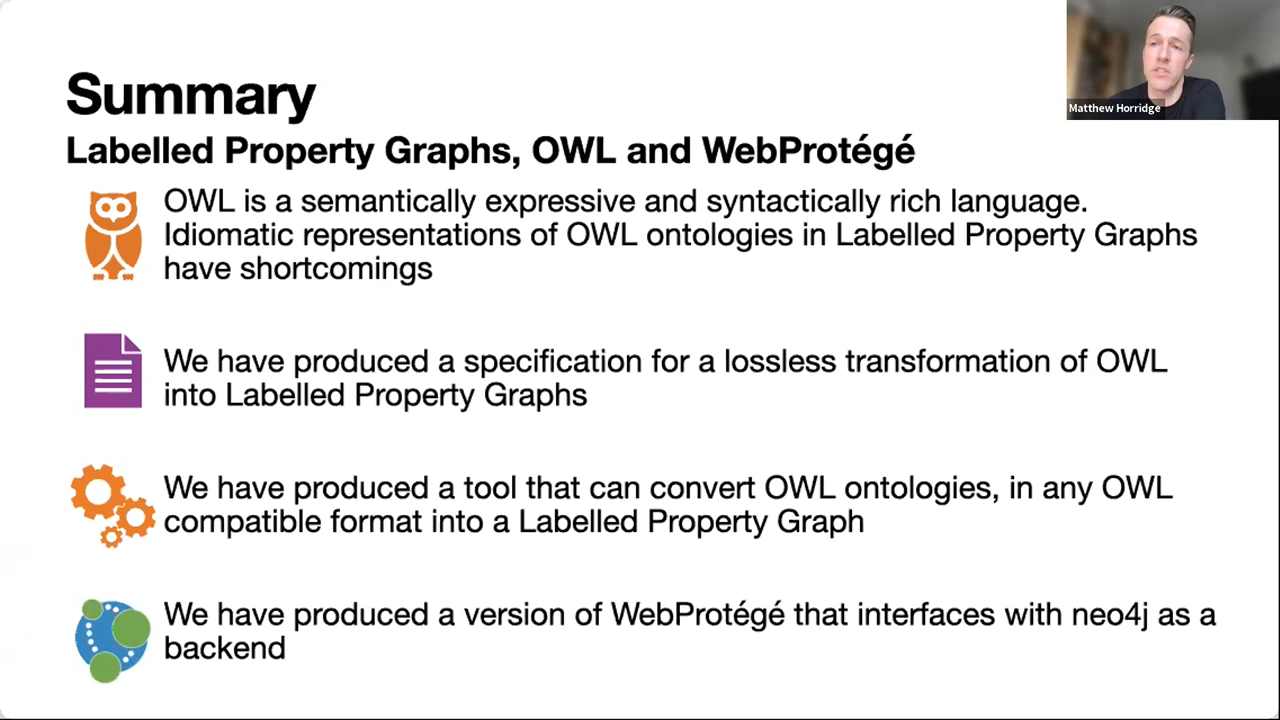 Matthew Horridge
Summary
Labelled Property Graphs, OWL and WebProtégé
OWL is a semantically expressive and syntactically rich language.
Idiomatic representations of OWL ontologies in Labelled Property Graphs
have shortcomings
We have produced a specification for a lossless transformation of OWL
into Labelled Property Graphs
We have produced a tool that can convert OWL ontologies, in any OWL
compatible format into a Labelled Property Graph
We have produced a version of WebProtégé that interfaces with neo4j as a
backend